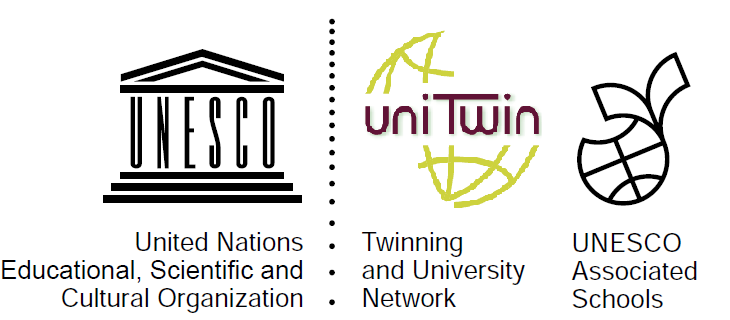 UNESCO
United Nations
Educational, Scientific and
Cultural Organization
uniTwin
Twinning
and University
Network
UNESCO
Associated
Schools